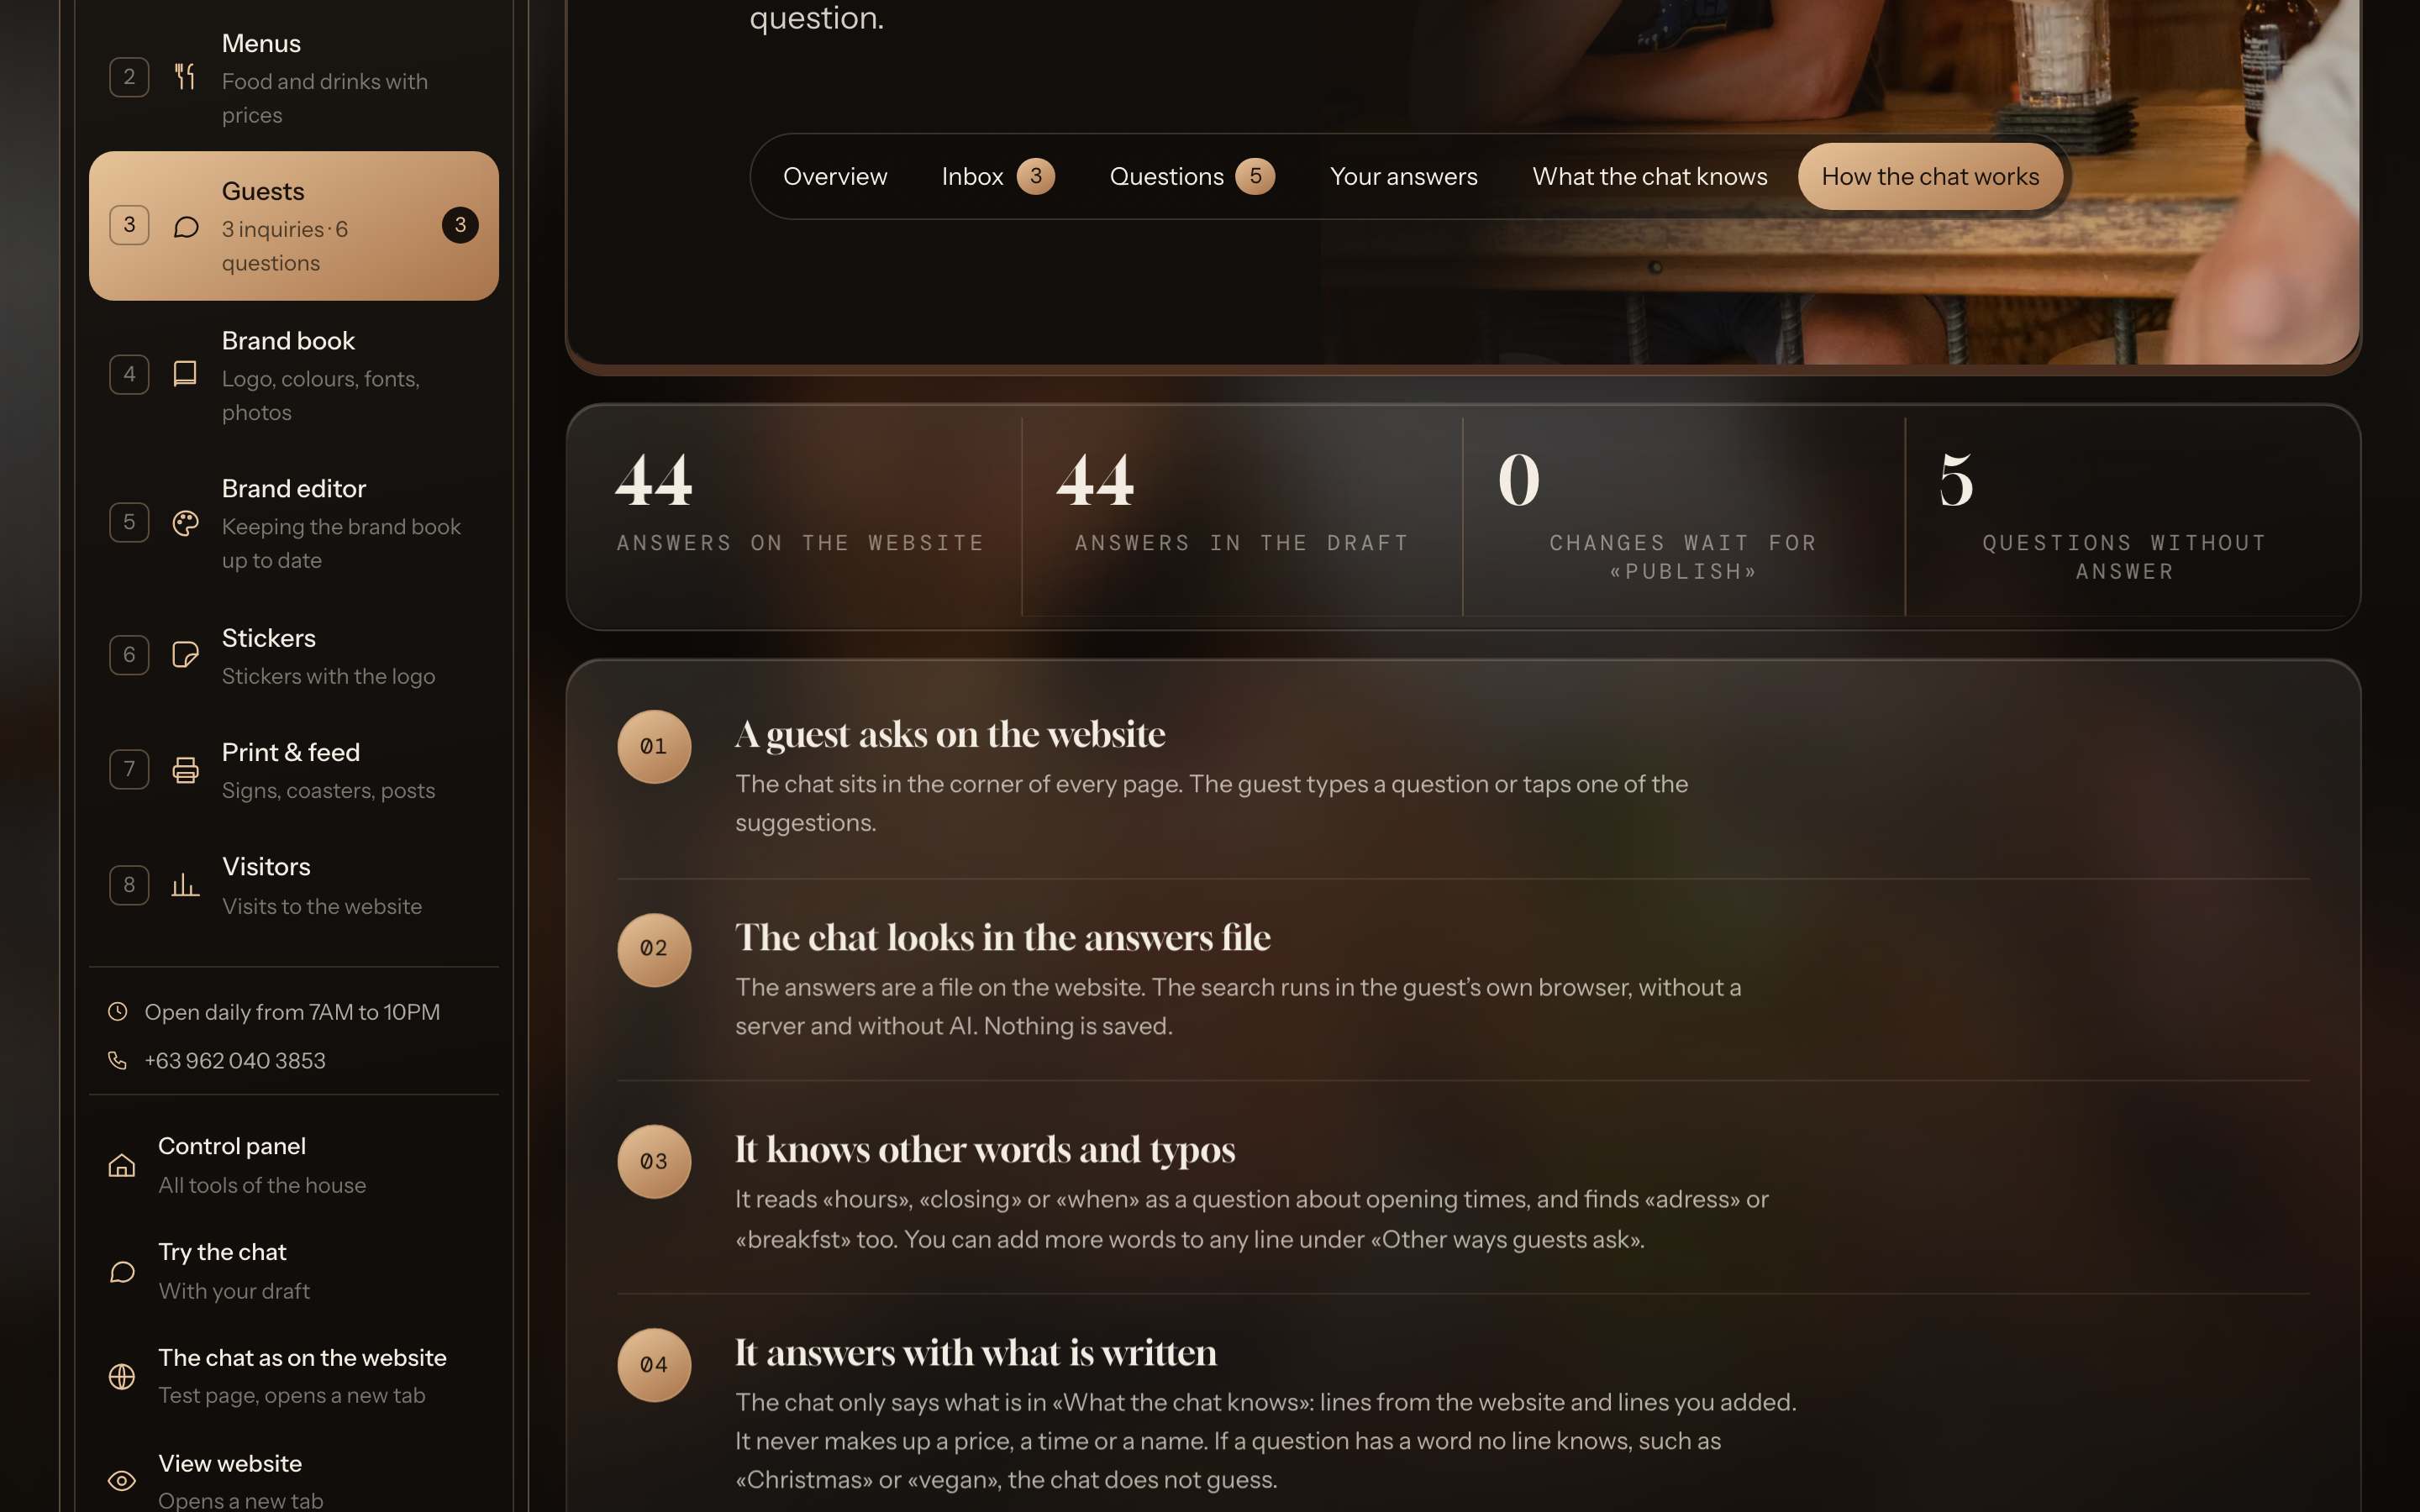 question.
2
Menus
Food and drinks with
prices
3
Guests
3 inquiries · 6
questions
3
4
Brand book
Logo, colours, fonts,
photos
5
Brand editor
Keeping the brand book
up to date
6
Stickers
Stickers with the logo
7
Print & feed
Signs, coasters, posts
8
Visitors
Visits to the website
Open daily from 7AM to 10PM
+63 962 040 3853
Control panel
All tools of the house
Try the chat
With your draft
The chat as on the website
Test page, opens a new tab
View website
Opens a new tab
Overview Inbox 3 Questions 5 Your answers What the chat knows How the chat works
44
ANSWERS ON THE WEBSITE
44
ANSWERS IN THE DRAFT
0
CHANGES WAIT FOR
«PUBLISH»
5
QUESTIONS WITHOUT
ANSWER
01
A guest asks on the website
The chat sits in the corner of every page. The guest types a question or taps one of the
suggestions.
02
The chat looks in the answers file
The answers are a file on the website. The search runs in the guest’s own browser, without a
server and without AI. Nothing is saved.
03
It knows other words and typos
It reads «hours», «closing» or «when» as a question about opening times, and finds «adress» or
«breakfst» too. You can add more words to any line under «Other ways guests ask».
04
It answers with what is written
The chat only says what is in «What the chat knows»: lines from the website and lines you added.
It never makes up a price, a time or a name. If a question has a word no line knows, such as
«Christmas» or «vegan», the chat does not guess.